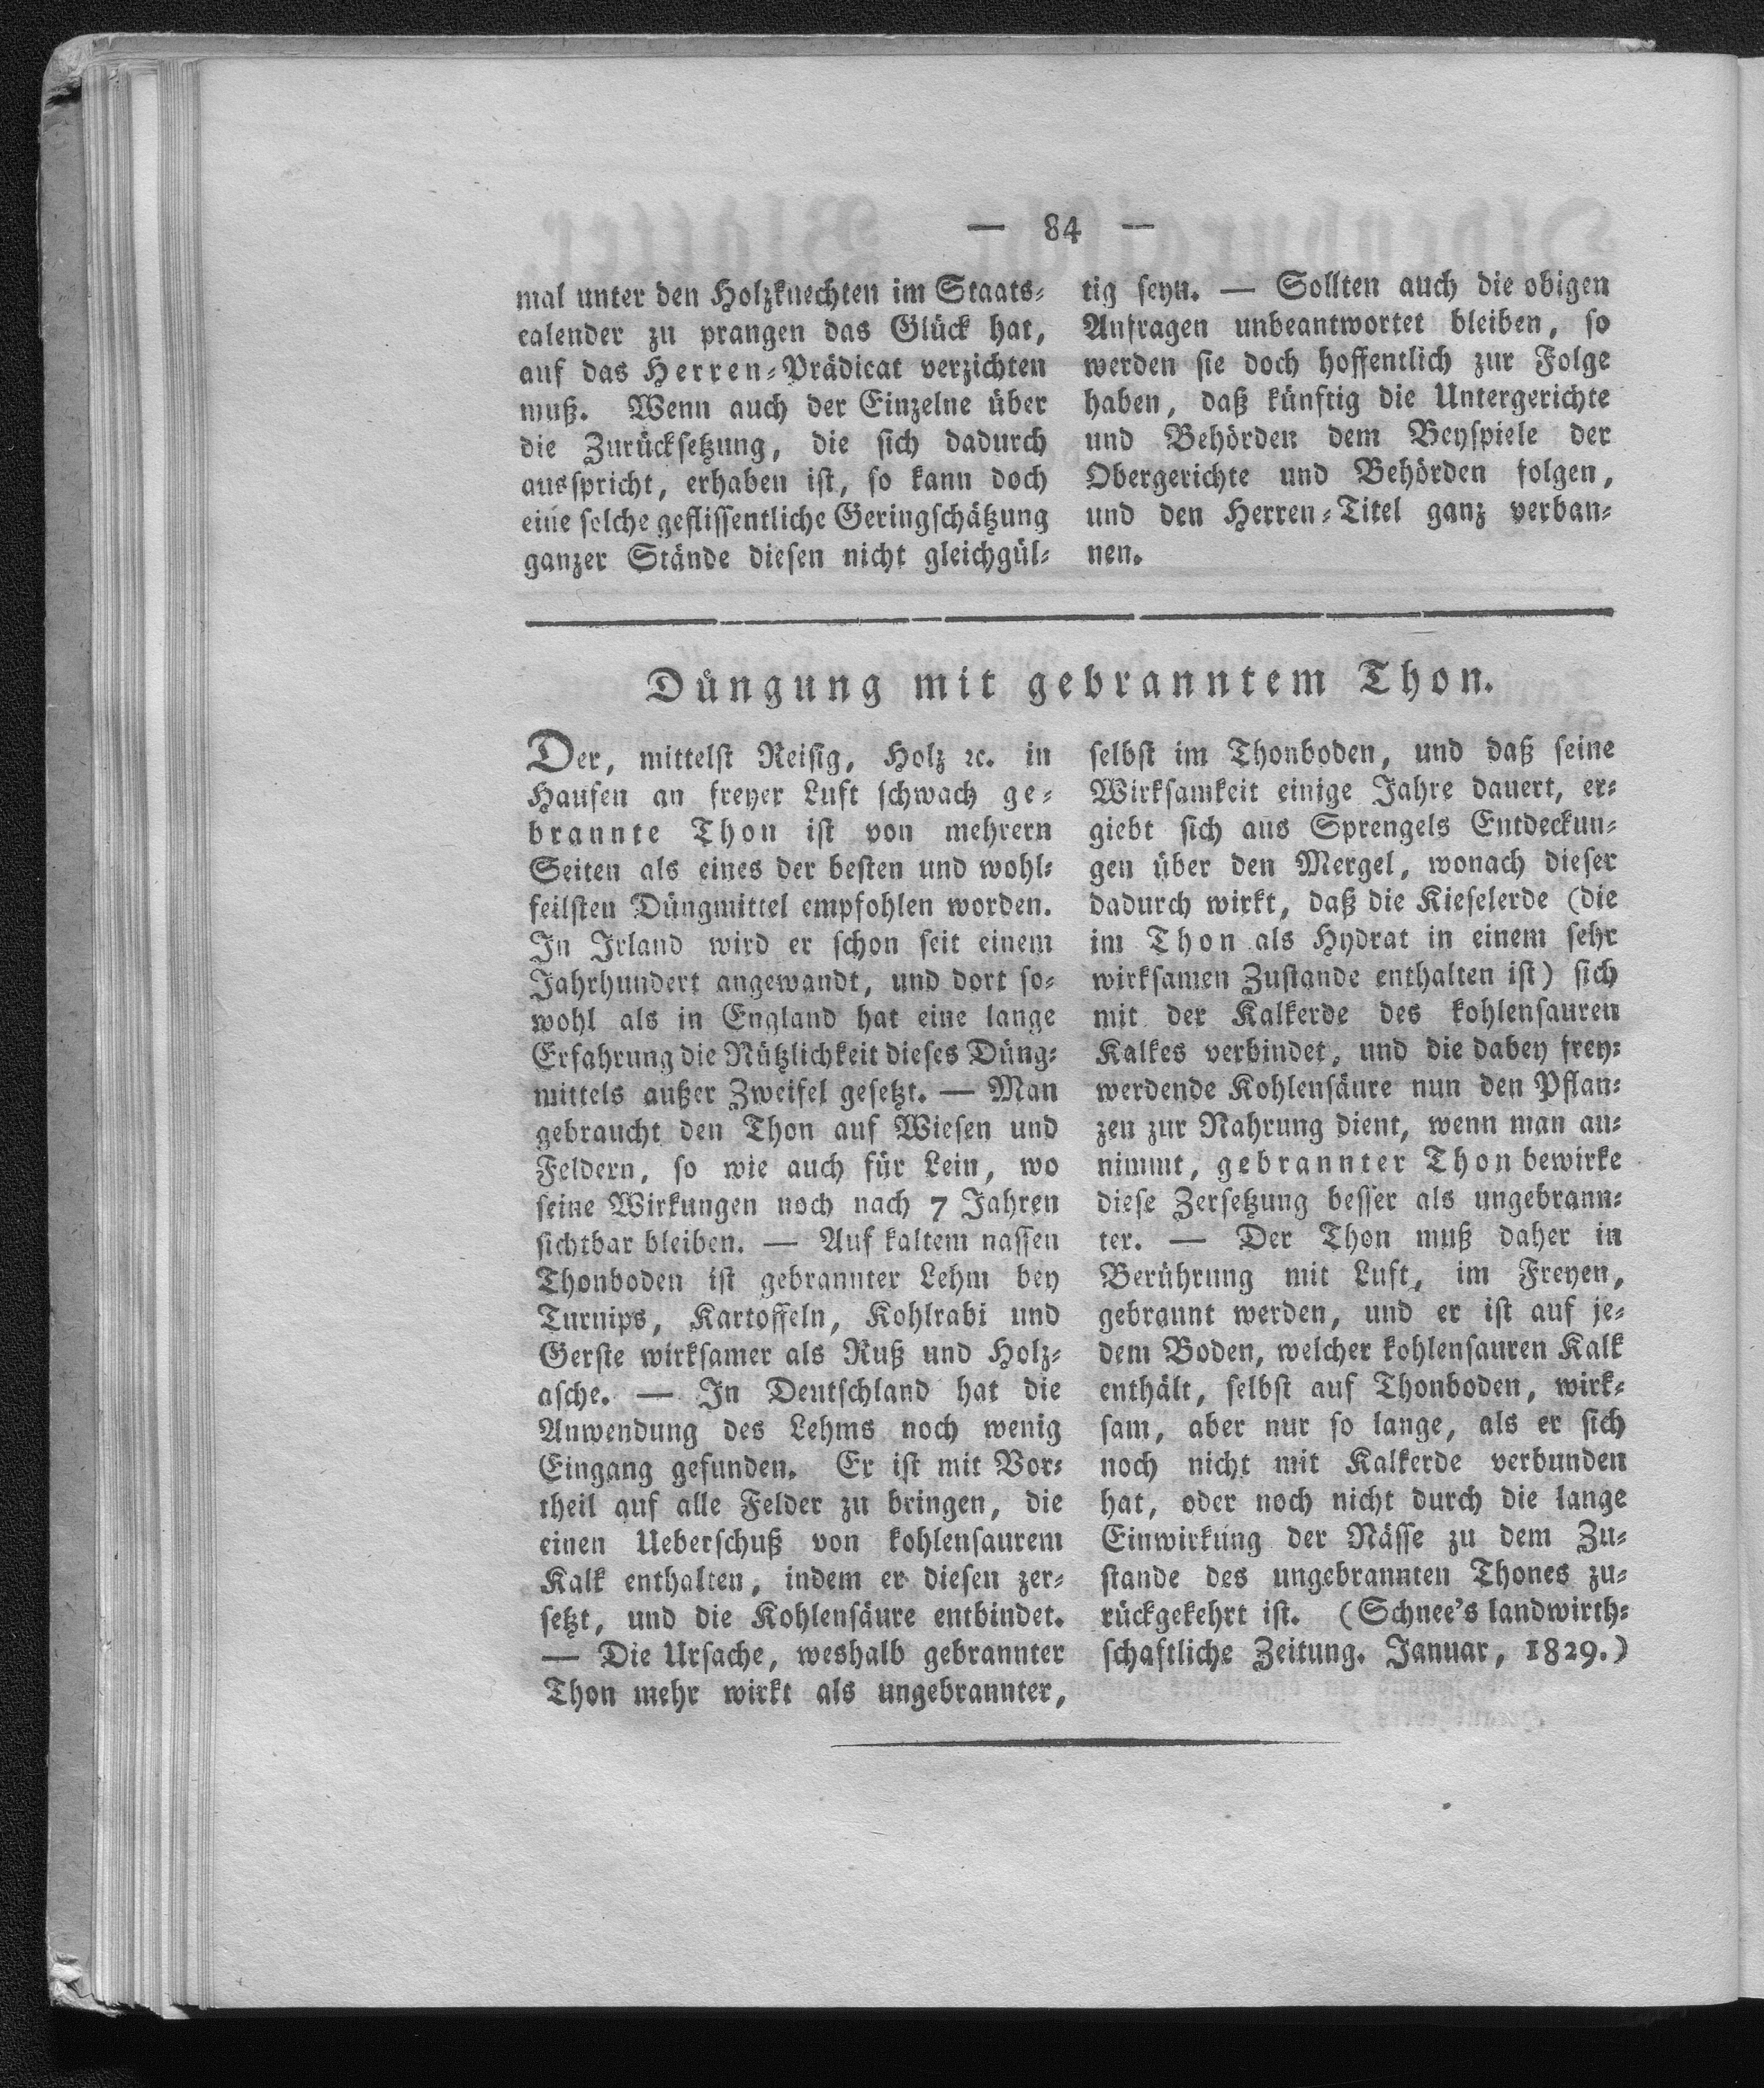 — 84 —
mal unter den Holzknechten im Staats-
calender zu prangen das Glück hat,
auf das Herren-Prädicat verzichten
muß. Wenn auch der Einzelne über
die Zurücksetzung, die sich dadurch
ausspricht, erhaben ist, so kann doch
eine solche geflissentliche Geringschätzung
ganzer Stände diesen nicht gleichgül-
tig seyn. — Sollten auch die obigen
Anfragen unbeantwortet bleiben, so
werden sie doch hoffentlich zur Folge
haben, daß künftig die Untergerichte
und Behörden dem Beyspiele der
Obergerichte und Behörden folgen,
und den Herren-Titel ganz verban-
nen.
Düngung mit gebranntem Thon.
Der, mittelst Reisig, Holz ꝛc. in
Haufen an freyer Luft schwach ge-
brannte Thon ist von mehrern
Seiten als eines der besten und wohl-
feilsten Düngmittel empfohlen worden.
In Irland wird er schon seit einem
Jahrhundert angewandt, und dort so-
wohl als in England hat eine lange
Erfahrung die Nützlichkeit dieses Düng-
mittels außer Zweifel gesetzt. — Man
gebraucht den Thon auf Wiesen und
Feldern, so wie auch für Lein, wo
seine Wirkungen noch nach 7 Jahren
sichtbar bleiben. — Auf kaltem nassen
Thonboden ist gebrannter Lehm bey
Turnips, Kartoffeln, Kohlrabi und
Gerste wirksamer als Ruß und Holz-
asche. — In Deutschland hat die
Anwendung des Lehms noch wenig
Eingang gefunden. Er ist mit Vor-
theil auf alle Felder zu bringen, die
einen Ueberschuß von kohlensaurem
Kalk enthalten, indem er diesen zer-
setzt, und die Kohlensäure entbindet.
— Die Ursache, weshalb gebrannter
Thon mehr wirkt als ungebrannter,
selbst im Thonboden, und daß seine
Wirksamkeit einige Jahre dauert, er-
giebt sich aus Sprengels Entdeckun-
gen über den Mergel, wonach dieser
dadurch wirkt, daß die Kieselerde (die
im Thon als Hydrat in einem sehr
wirksamen Zustande enthalten ist) sich
mit der Kalkerde des kohlensauren
Kalkes verbindet, und die dabey frey-
werdende Kohlensäure nun den Pflan-
zen zur Nahrung dient, wenn man an-
nimmt, gebrannter Thon bewirke
diese Zersetzung besser als ungebrann-
ter. — Der Thon muß daher in
Berührung mit Luft, im Freyen,
gebrannt werden, und er ist auf je-
dem Boden, welcher kohlensauren Kalk
enthält, selbst auf Thonboden, wirk-
sam, aber nur so lange, als er sich
noch nicht mit Kalkerde verbunden
hat, oder noch nicht durch die lange
Einwirkung der Nässe zu dem Zu-
stande des ungebrannten Thones zu-
rückgekehrt ist. (Schnee's landwirth-
schaftliche Zeitung. Januar, 1829.)